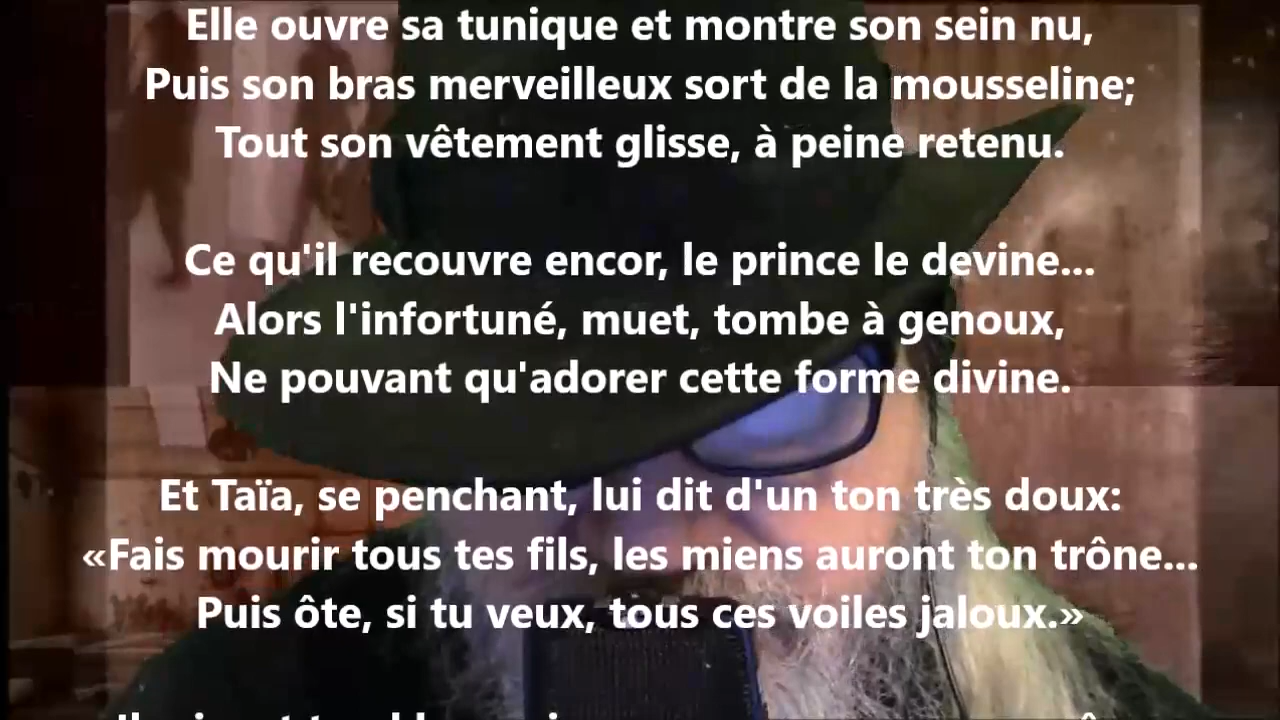 Elle ouvre sa tunique et montre son sein nu,
Puis son bras merveilleux sort de la mousseline;
Tout son vêtement glisse, à peine retenu.
Ce qu'il recouvre encor, le prince le devine...
Alors l'infortuné, muet, tombe à genoux,
Ne pouvant qu'adorer cette forme divine.
Et Taïa, se penchant, lui dit d'un ton très doux:
«Fais mourir tous tes fils, les miens auront ton trône...
Puis ôte, si tu veux, tous ces voiles jaloux.»